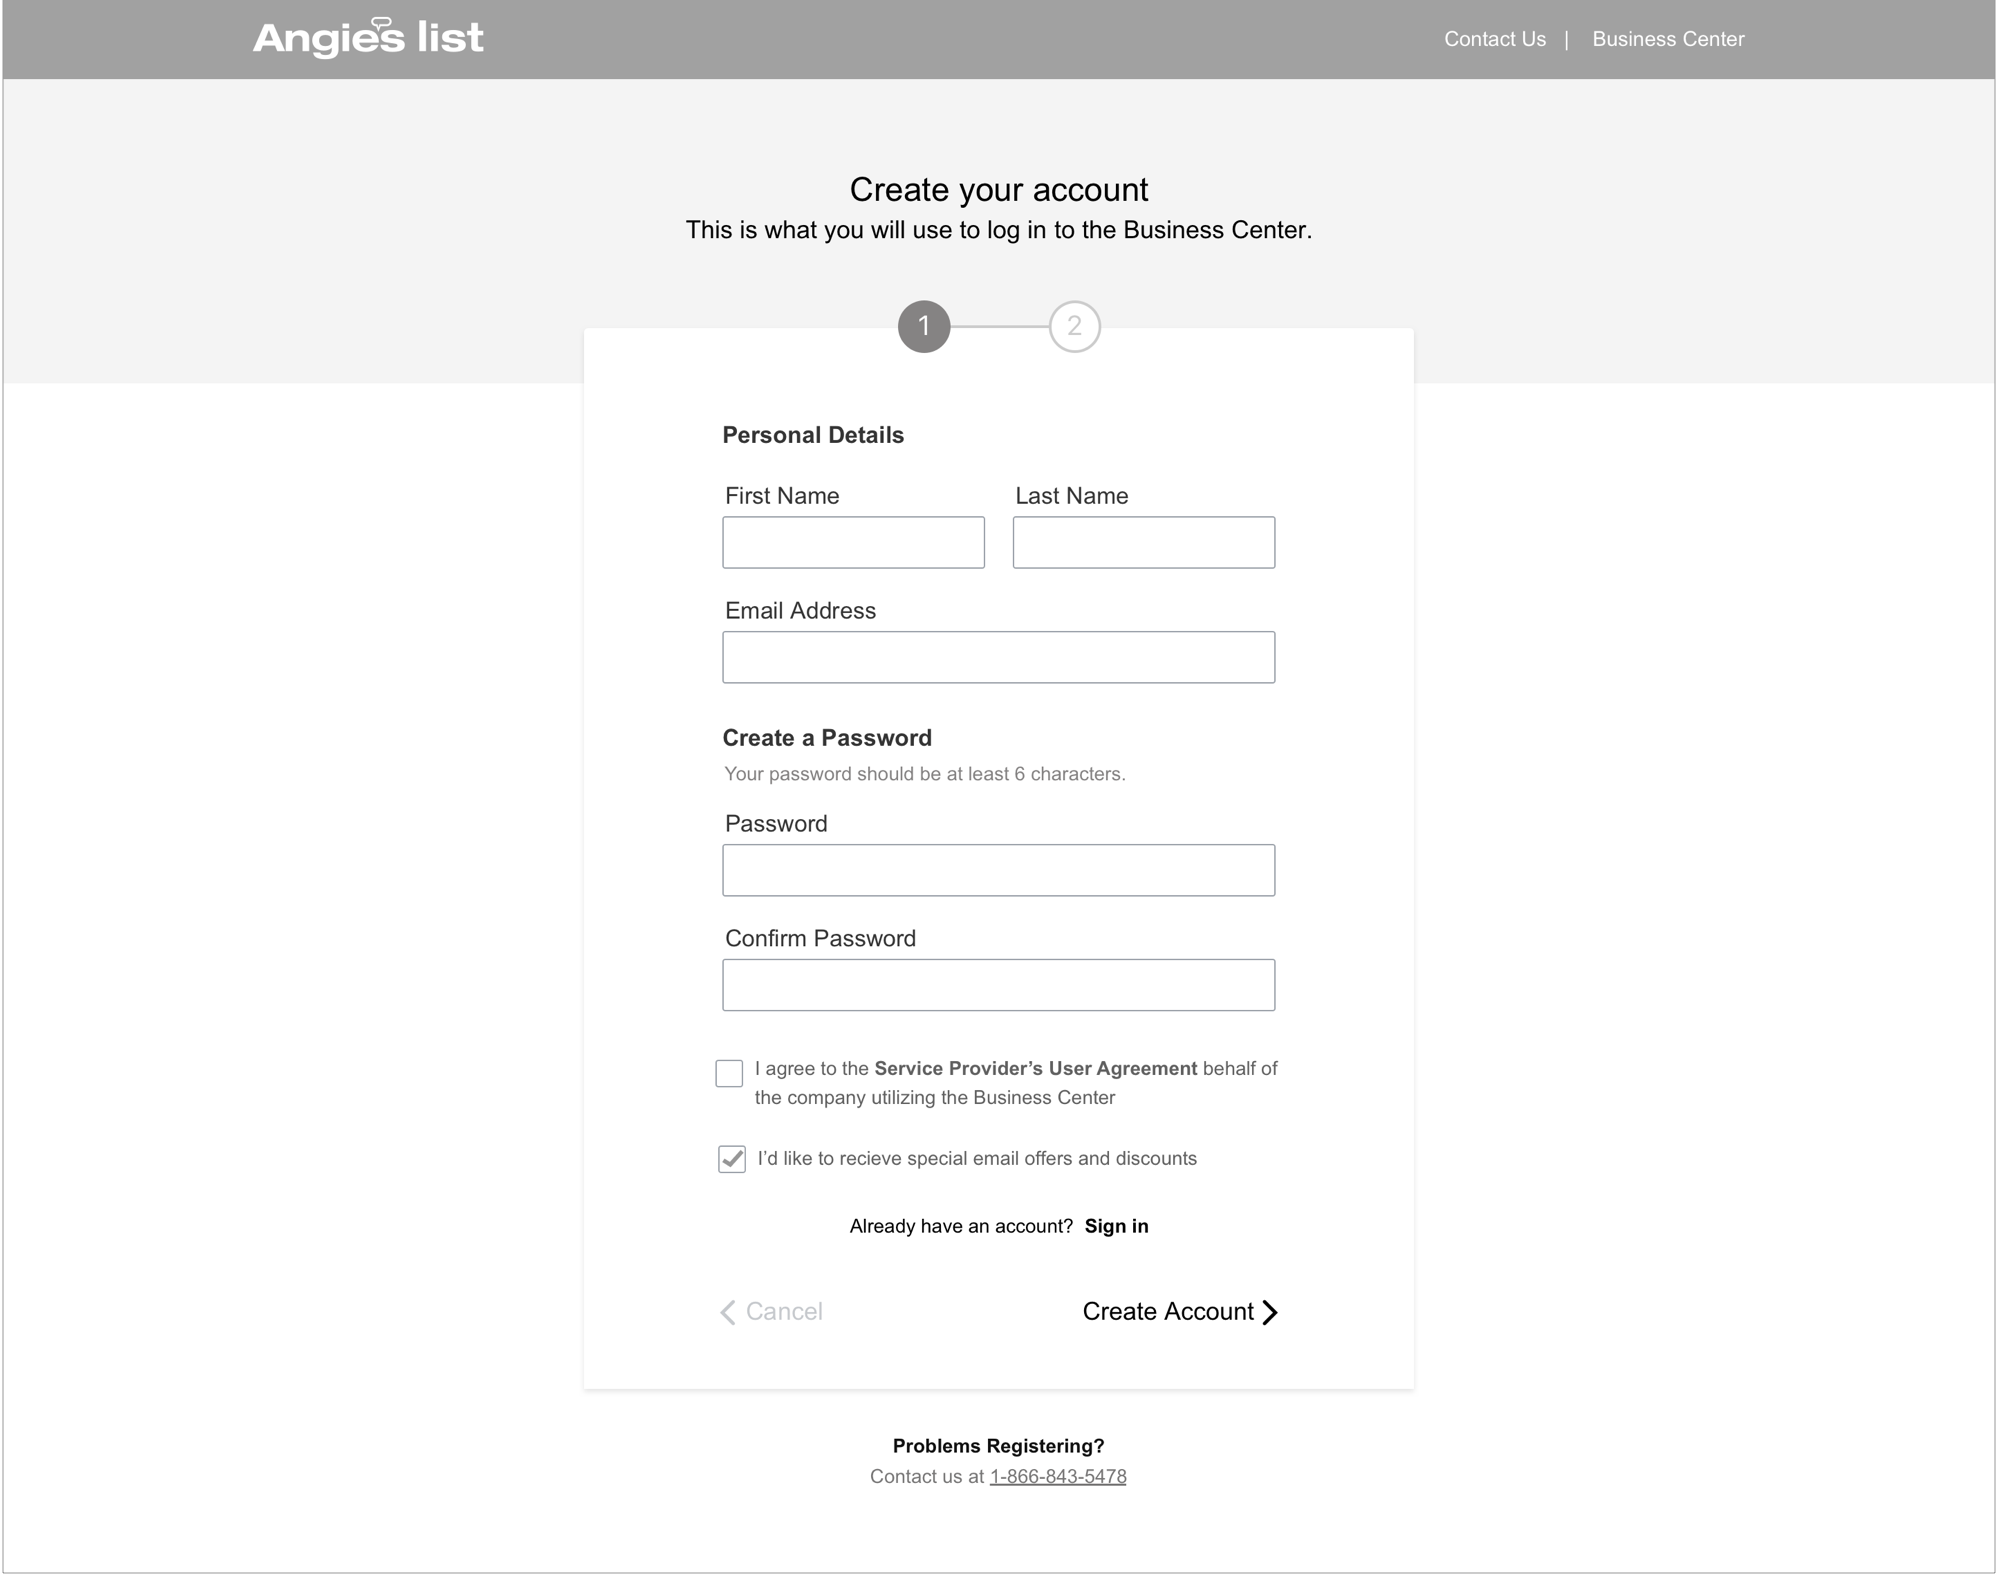 Angie's list
Contact Us | Business Center
Create your account
This is what you will use to log in to the Business Center.
1 2
Personal Details
First Name Last Name
Email Address
Create a Password
Your password should be at least 6 characters.
Password
Confirm Password
I agree to the Service Provider’s User Agreement behalf of
the company utilizing the Business Center
I’d like to recieve special email offers and discounts
Already have an account? Sign in
Cancel Create Account
Problems Registering?
Contact us at 1-866-843-5478